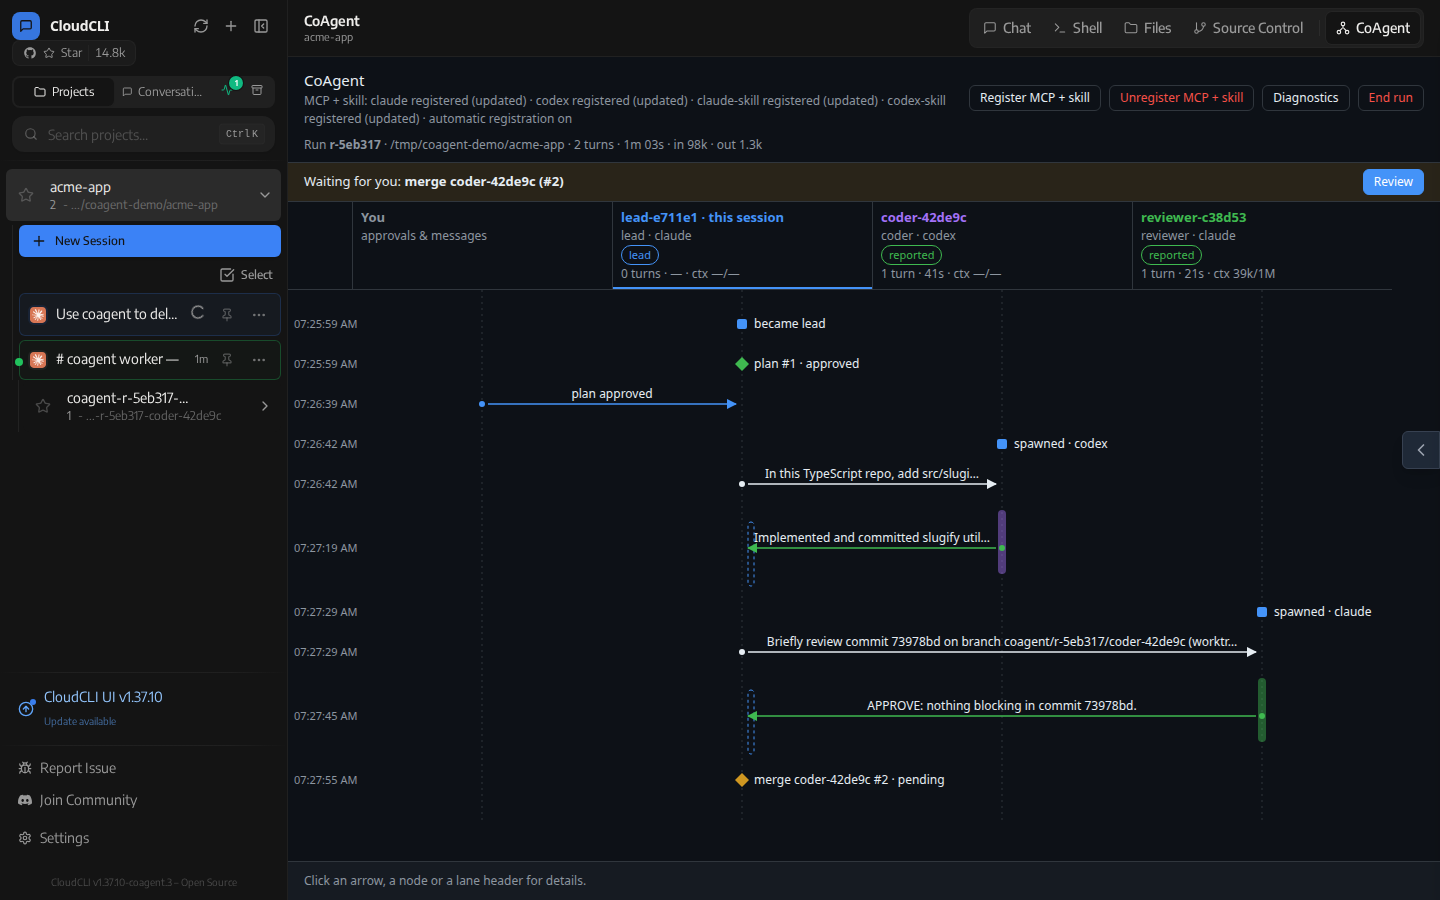 CloudCLI
Star 14.8k
Projects
Conversati...
1
Search projects...
Ctrl K
acme-app
2 - .../coagent-demo/acme-app
New Session
Select
Use coagent to del...
# coagent worker — 1m
coagent-r-5eb317-...
1 - ...-r-5eb317-coder-42de9c
CloudCLI UI v1.37.10
Update available
Report Issue
Join Community
Settings
CloudCLI v1.37.10-coagent.3 – Open Source
CoAgent
acme-app
Chat
Shell
Files
Source Control
CoAgent
CoAgent
MCP + skill: claude registered (updated) · codex registered (updated) · claude-skill registered (updated) · codex-skill
registered (updated) · automatic registration on
Register MCP + skill
Unregister MCP + skill
Diagnostics
End run
Run r-5eb317 · /tmp/coagent-demo/acme-app · 2 turns · 1m 03s · in 98k · out 1.3k
Waiting for you: merge coder-42de9c (#2)
Review
You
approvals & messages
lead-e711e1 · this session
lead · claude
lead
0 turns · — · ctx —/—
coder-42de9c
coder · codex
reported
1 turn · 41s · ctx —/—
reviewer-c38d53
reviewer · claude
reported
1 turn · 21s · ctx 39k/1M
07:25:59 AM became lead
07:25:59 AM plan #1 · approved
plan approved
07:26:39 AM
07:26:42 AM spawned · codex
In this TypeScript repo, add src/slugi...
07:26:42 AM
Implemented and committed slugify util...
07:27:19 AM
07:27:29 AM spawned · claude
Briefly review commit 73978bd on branch coagent/r-5eb317/coder-42de9c (worktr...
07:27:29 AM
APPROVE: nothing blocking in commit 73978bd.
07:27:45 AM
07:27:55 AM merge coder-42de9c #2 · pending
Click an arrow, a node or a lane header for details.